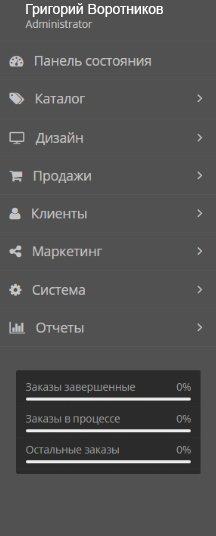 Григорий Воротников
Administrator
Панель состояния
Каталог
Дизайн
Продажи
Клиенты
Маркетинг
Система
Отчеты
Заказы завершенные 0%
Заказы в процессе 0%
Остальные заказы 0%